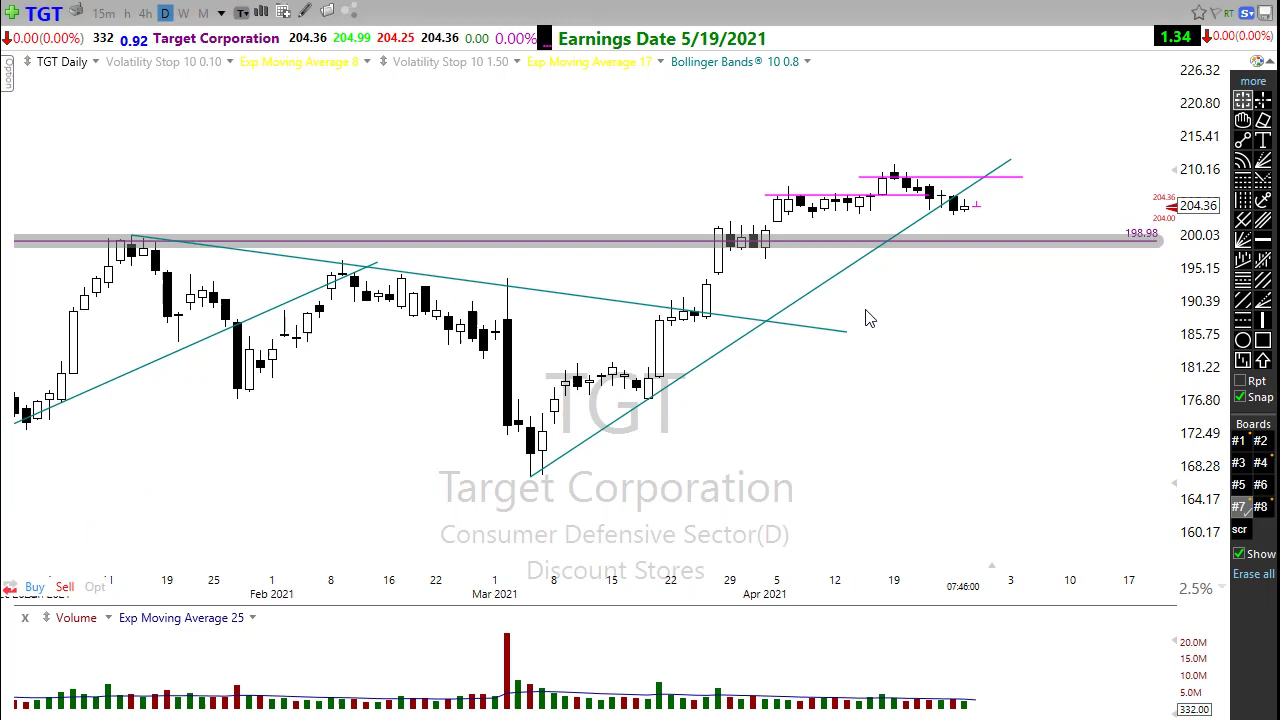 TGT 15m h 4h D W M T RT S
0.00(0.00%) 332 0.92 Target Corporation 204.36 204.99 204.25 204.36 0.00 0.00% Earnings Date 5/19/2021 1.34 0.00(0.00%)
Option
TGT Daily Volatility Stop 10 0.10 Exp Moving Average 8 Volatility Stop 10 1.50 Exp Moving Average 17 Bollinger Bands® 10 0.8
226.32
220.80
215.41
210.16
204.36
204.36
204.00
200.03
198.98
195.15
190.39
185.75
181.22
176.80
172.49
168.28
164.17
160.17
TGT
Target Corporation
Consumer Defensive Sector(D)
Discount Stores
more
Rpt
Snap
Boards
#1 #2
#3 #4
#5 #6
#7 #8
scr
Show
Erase all
Buy Sell Opt
11 19 25 1 8 16 22 1 8 15 22 29 5 12 19 07:46:00 3 10 17 2.5%
Feb 2021 Mar 2021 Apr 2021
x Volume Exp Moving Average 25
20.0M
15.0M
10.0M
5.0M
332.00